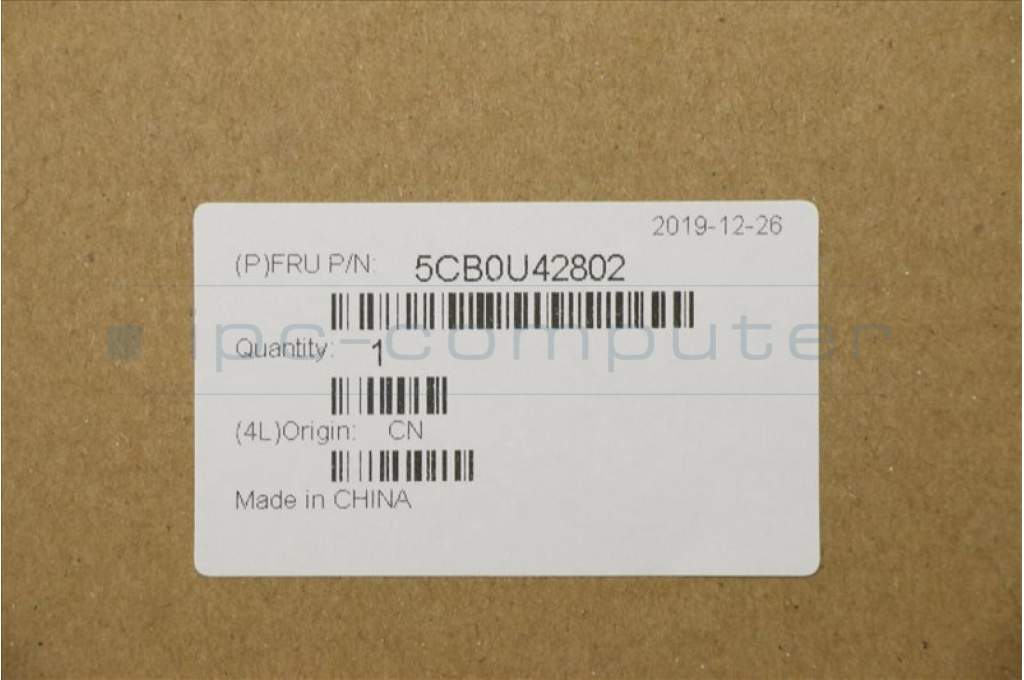 2019-12-26
(P)FRU P/N: 5CB0U42802
ipc-computer
Quantity: 1
(4L)Origin: CN
Made in CHINA